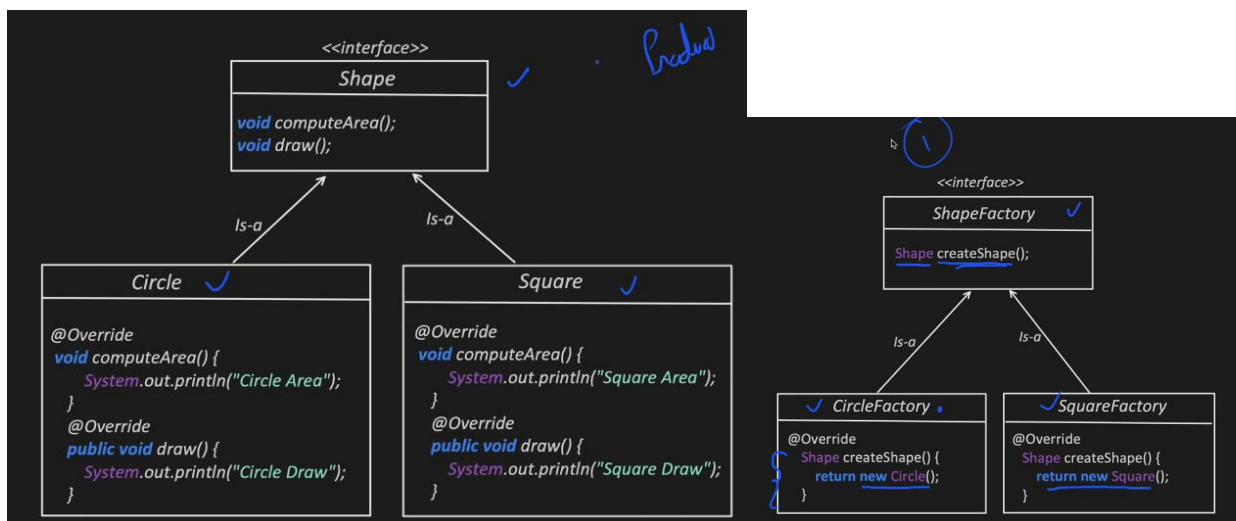 <<interface>>
Shape
void computeArea();
void draw();
Is-a
Is-a
Circle
@Override
void computeArea() {
System.out.println("Circle Area");
}
@Override
public void draw() {
System.out.println("Circle Draw");
}
Square
@Override
void computeArea() {
System.out.println("Square Area");
}
@Override
public void draw() {
System.out.println("Square Draw");
}
1
<<interface>>
ShapeFactory
Shape createShape();
Is-a
Is-a
CircleFactory
@Override
Shape createShape() {
return new Circle();
}
SquareFactory
@Override
Shape createShape() {
return new Square();
}